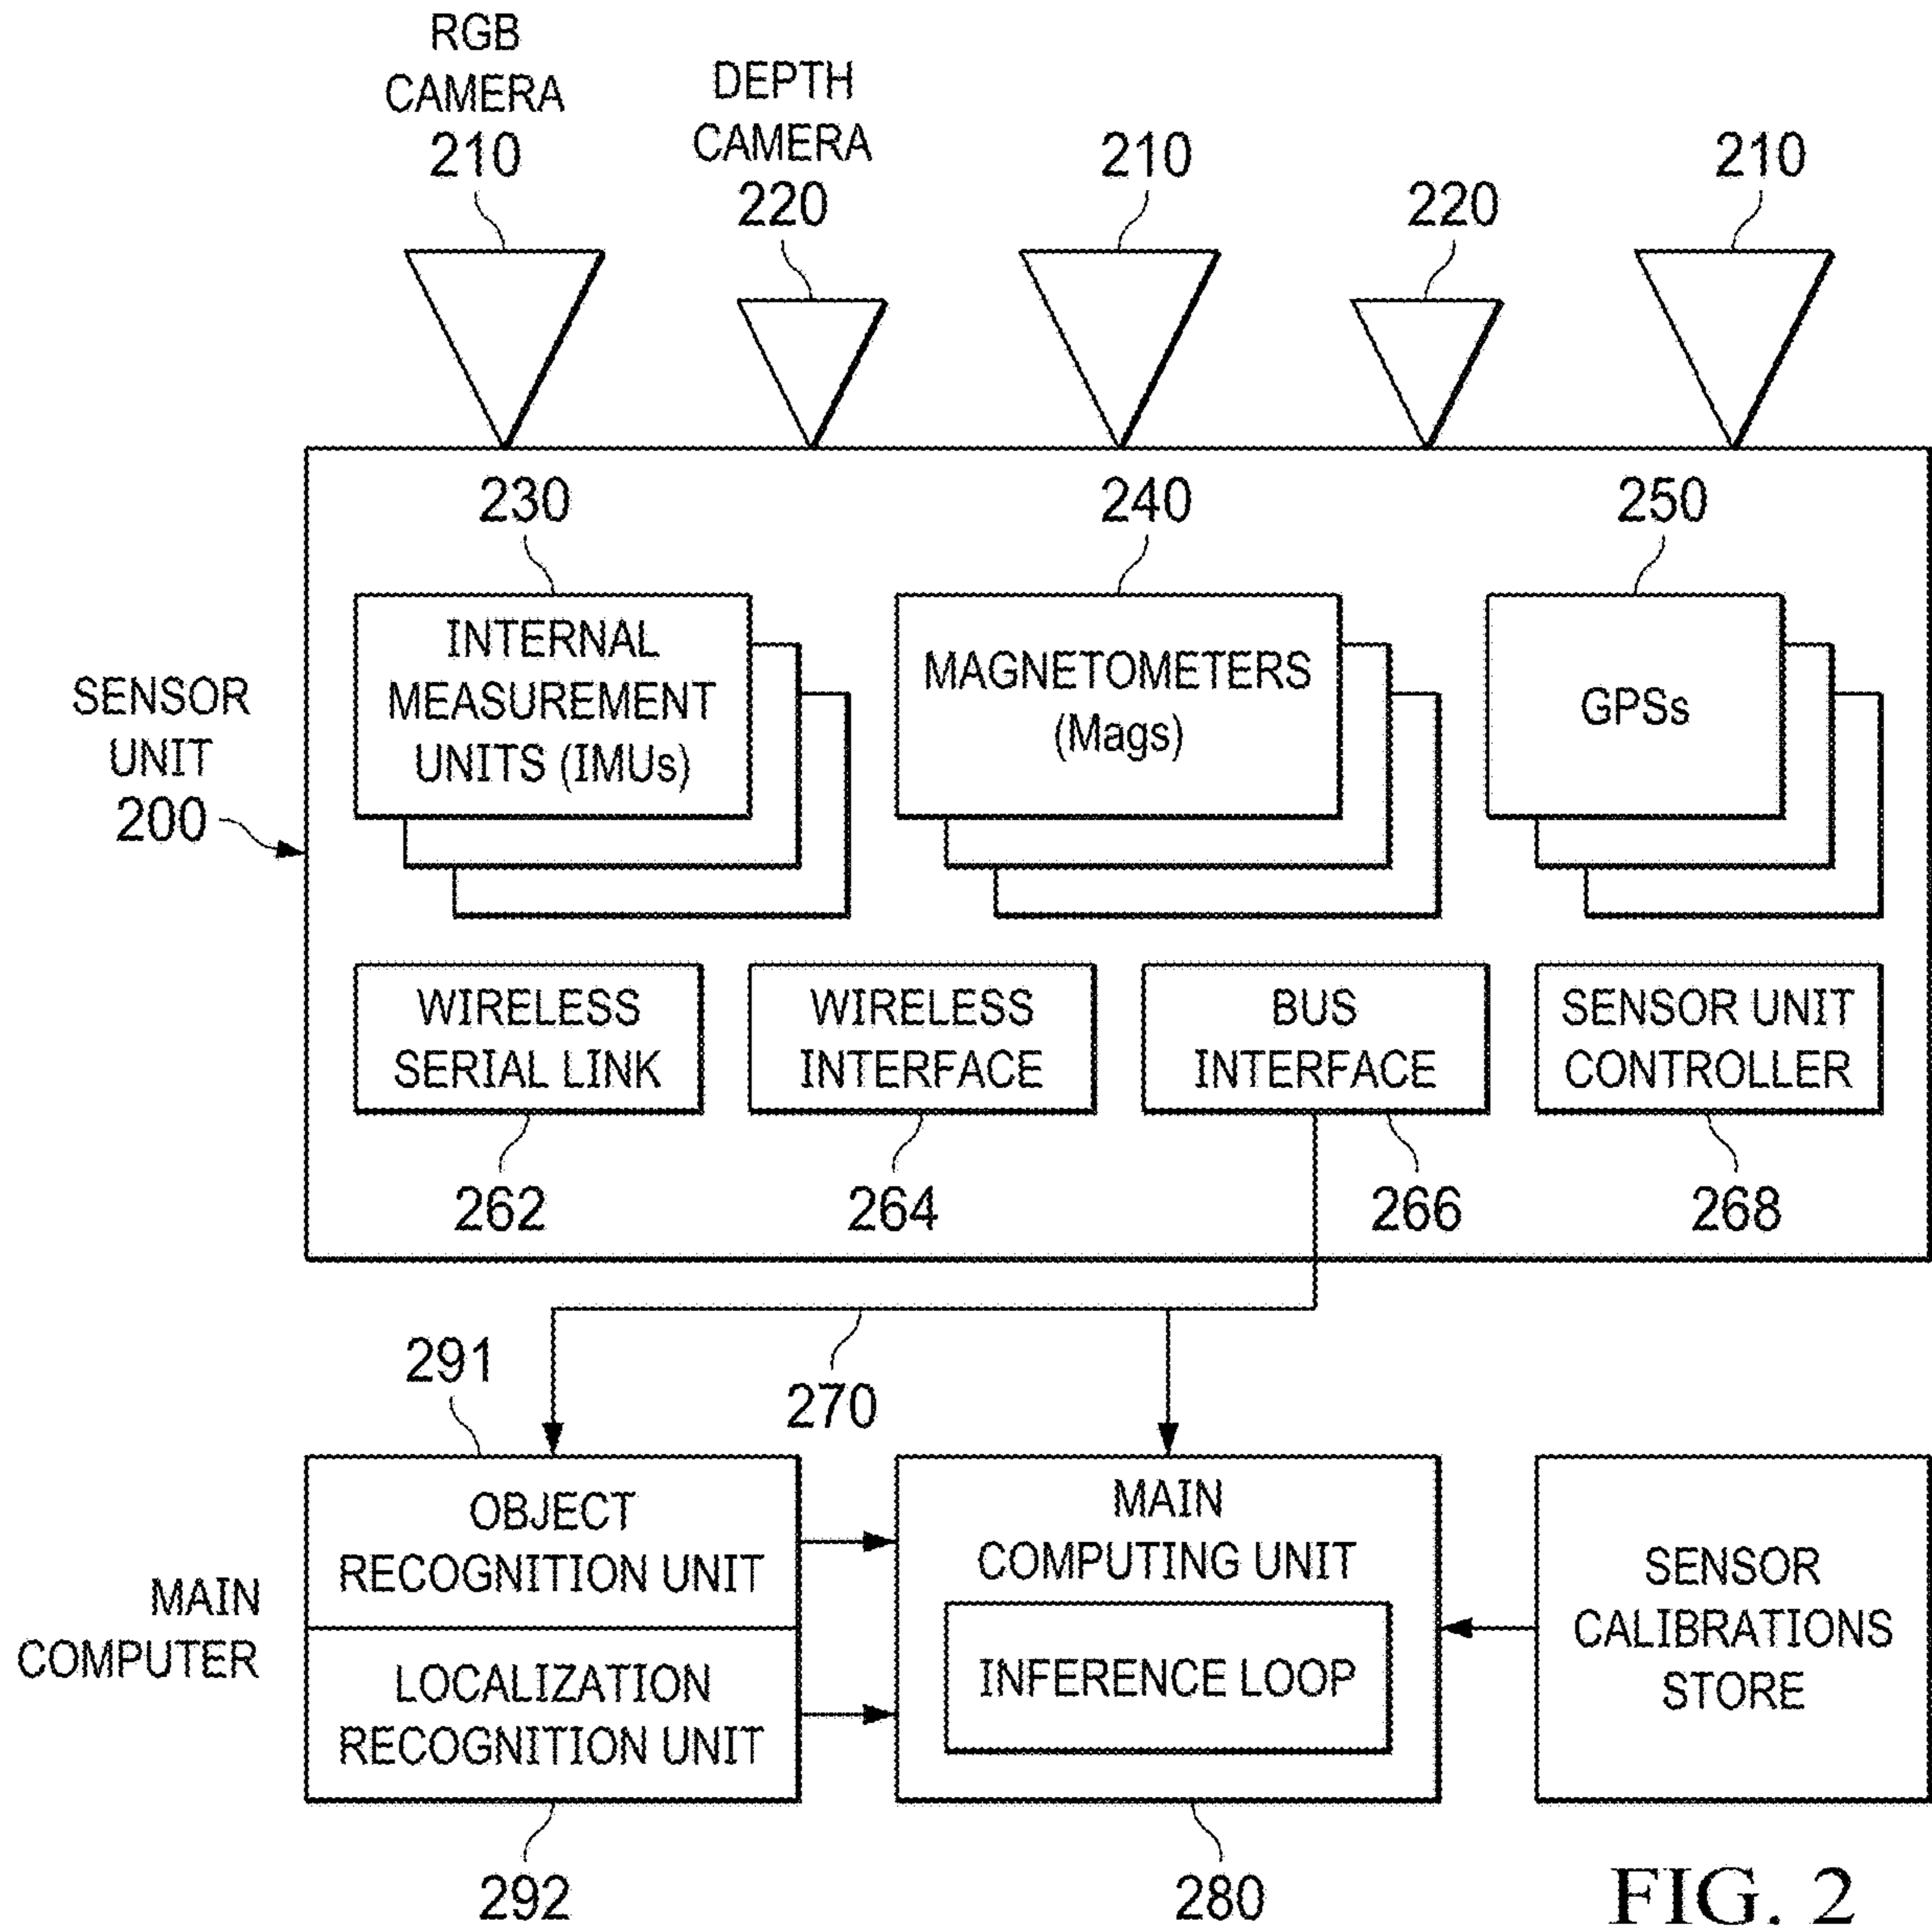 RGB
CAMERA
210
DEPTH
CAMERA
220
210
220
210
230
240
250
INTERNAL
MEASUREMENT
UNITS (IMUs)
MAGNETOMETERS
(Mags)
GPSs
SENSOR
UNIT
200
WIRELESS
SERIAL LINK
WIRELESS
INTERFACE
BUS
INTERFACE
SENSOR UNIT
CONTROLLER
262
264
266
268
270
291
MAIN
COMPUTER
OBJECT
RECOGNITION UNIT
LOCALIZATION
RECOGNITION UNIT
MAIN
COMPUTING UNIT
INFERENCE LOOP
SENSOR
CALIBRATIONS
STORE
292
280
FIG. 2